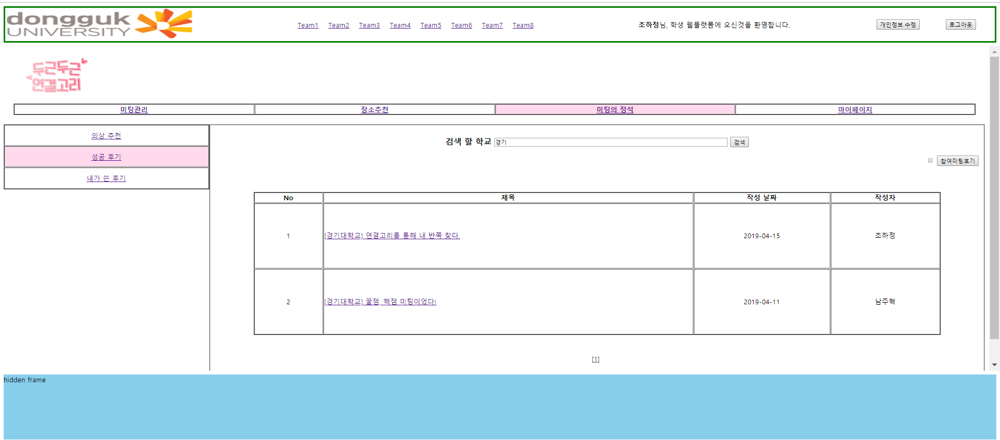 dongguk
UNIVERSITY
Team1 Team2 Team3 Team4 Team5 Team6 Team7 Team8
조하정님, 학생 웹플랫폼에 오신것을 환영합니다.
개인정보 수정
로그아웃
두근두근
연결고리
미팅관리 장소추천 미팅의 정석 마이페이지
의상 추천
성공 후기
내가 쓴 후기
검색 할 학교 경기 검색
참여미팅후기
No 제목 작성 날짜 작성자
1 [경기대학교] 연결고리를 통해 내 반쪽 찾다. 2019-04-15 조하정
2 [경기대학교] 꿀잼, 핵잼 미팅이었다! 2019-04-11 남주혁
[1]
hidden frame